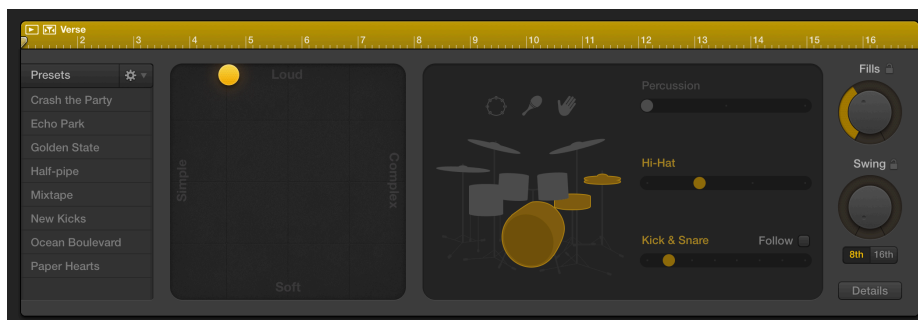 Verse
2 3 4 5 6 7 8 9 10 11 12 13 14 15 16
Presets
Crash the Party
Echo Park
Golden State
Half-pipe
Mixtape
New Kicks
Ocean Boulevard
Paper Hearts
Loud
Simple
Complex
Soft
Percussion
Hi-Hat
Kick & Snare Follow
Fills
Swing
8th 16th
Details